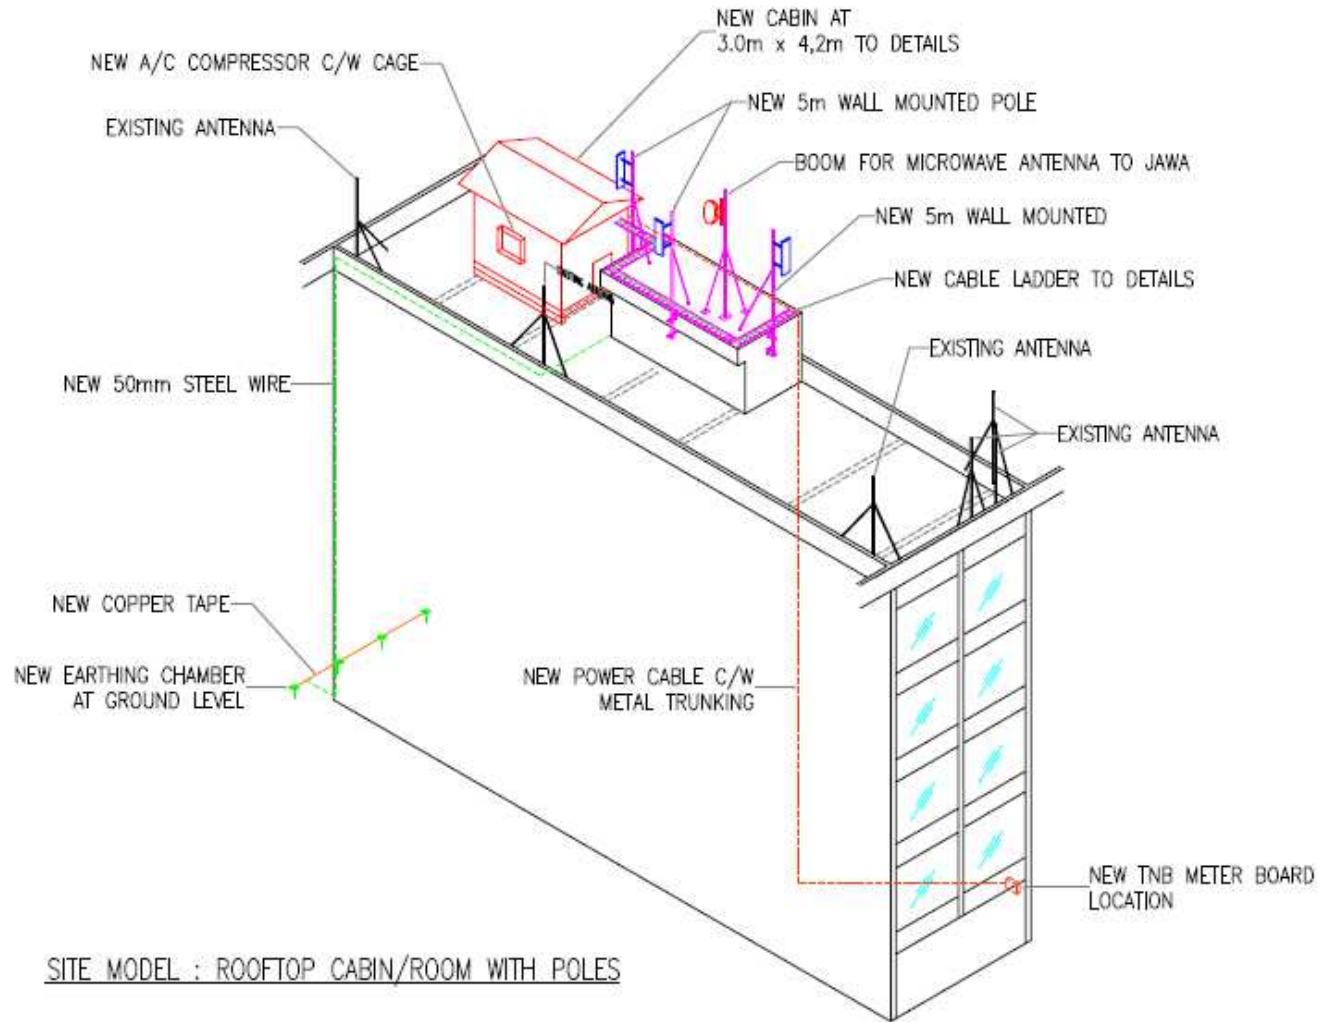 NEW CABIN AT
3.0m x 4,2m TO DETAILS
NEW A/C COMPRESSOR C/W CAGE
NEW 5m WALL MOUNTED POLE
EXISTING ANTENNA
BOOM FOR MICROWAVE ANTENNA TO JAWA
NEW 5m WALL MOUNTED
NEW CABLE LADDER TO DETAILS
EXISTING ANTENNA
EXISTING ANTENNA
NEW 50mm STEEL WIRE
EXISTING ANTENNA
NEW COPPER TAPE
NEW EARTHING CHAMBER
AT GROUND LEVEL
NEW POWER CABLE C/W
METAL TRUNKING
NEW TNB METER BOARD
LOCATION
SITE MODEL : ROOFTOP CABIN/ROOM WITH POLES